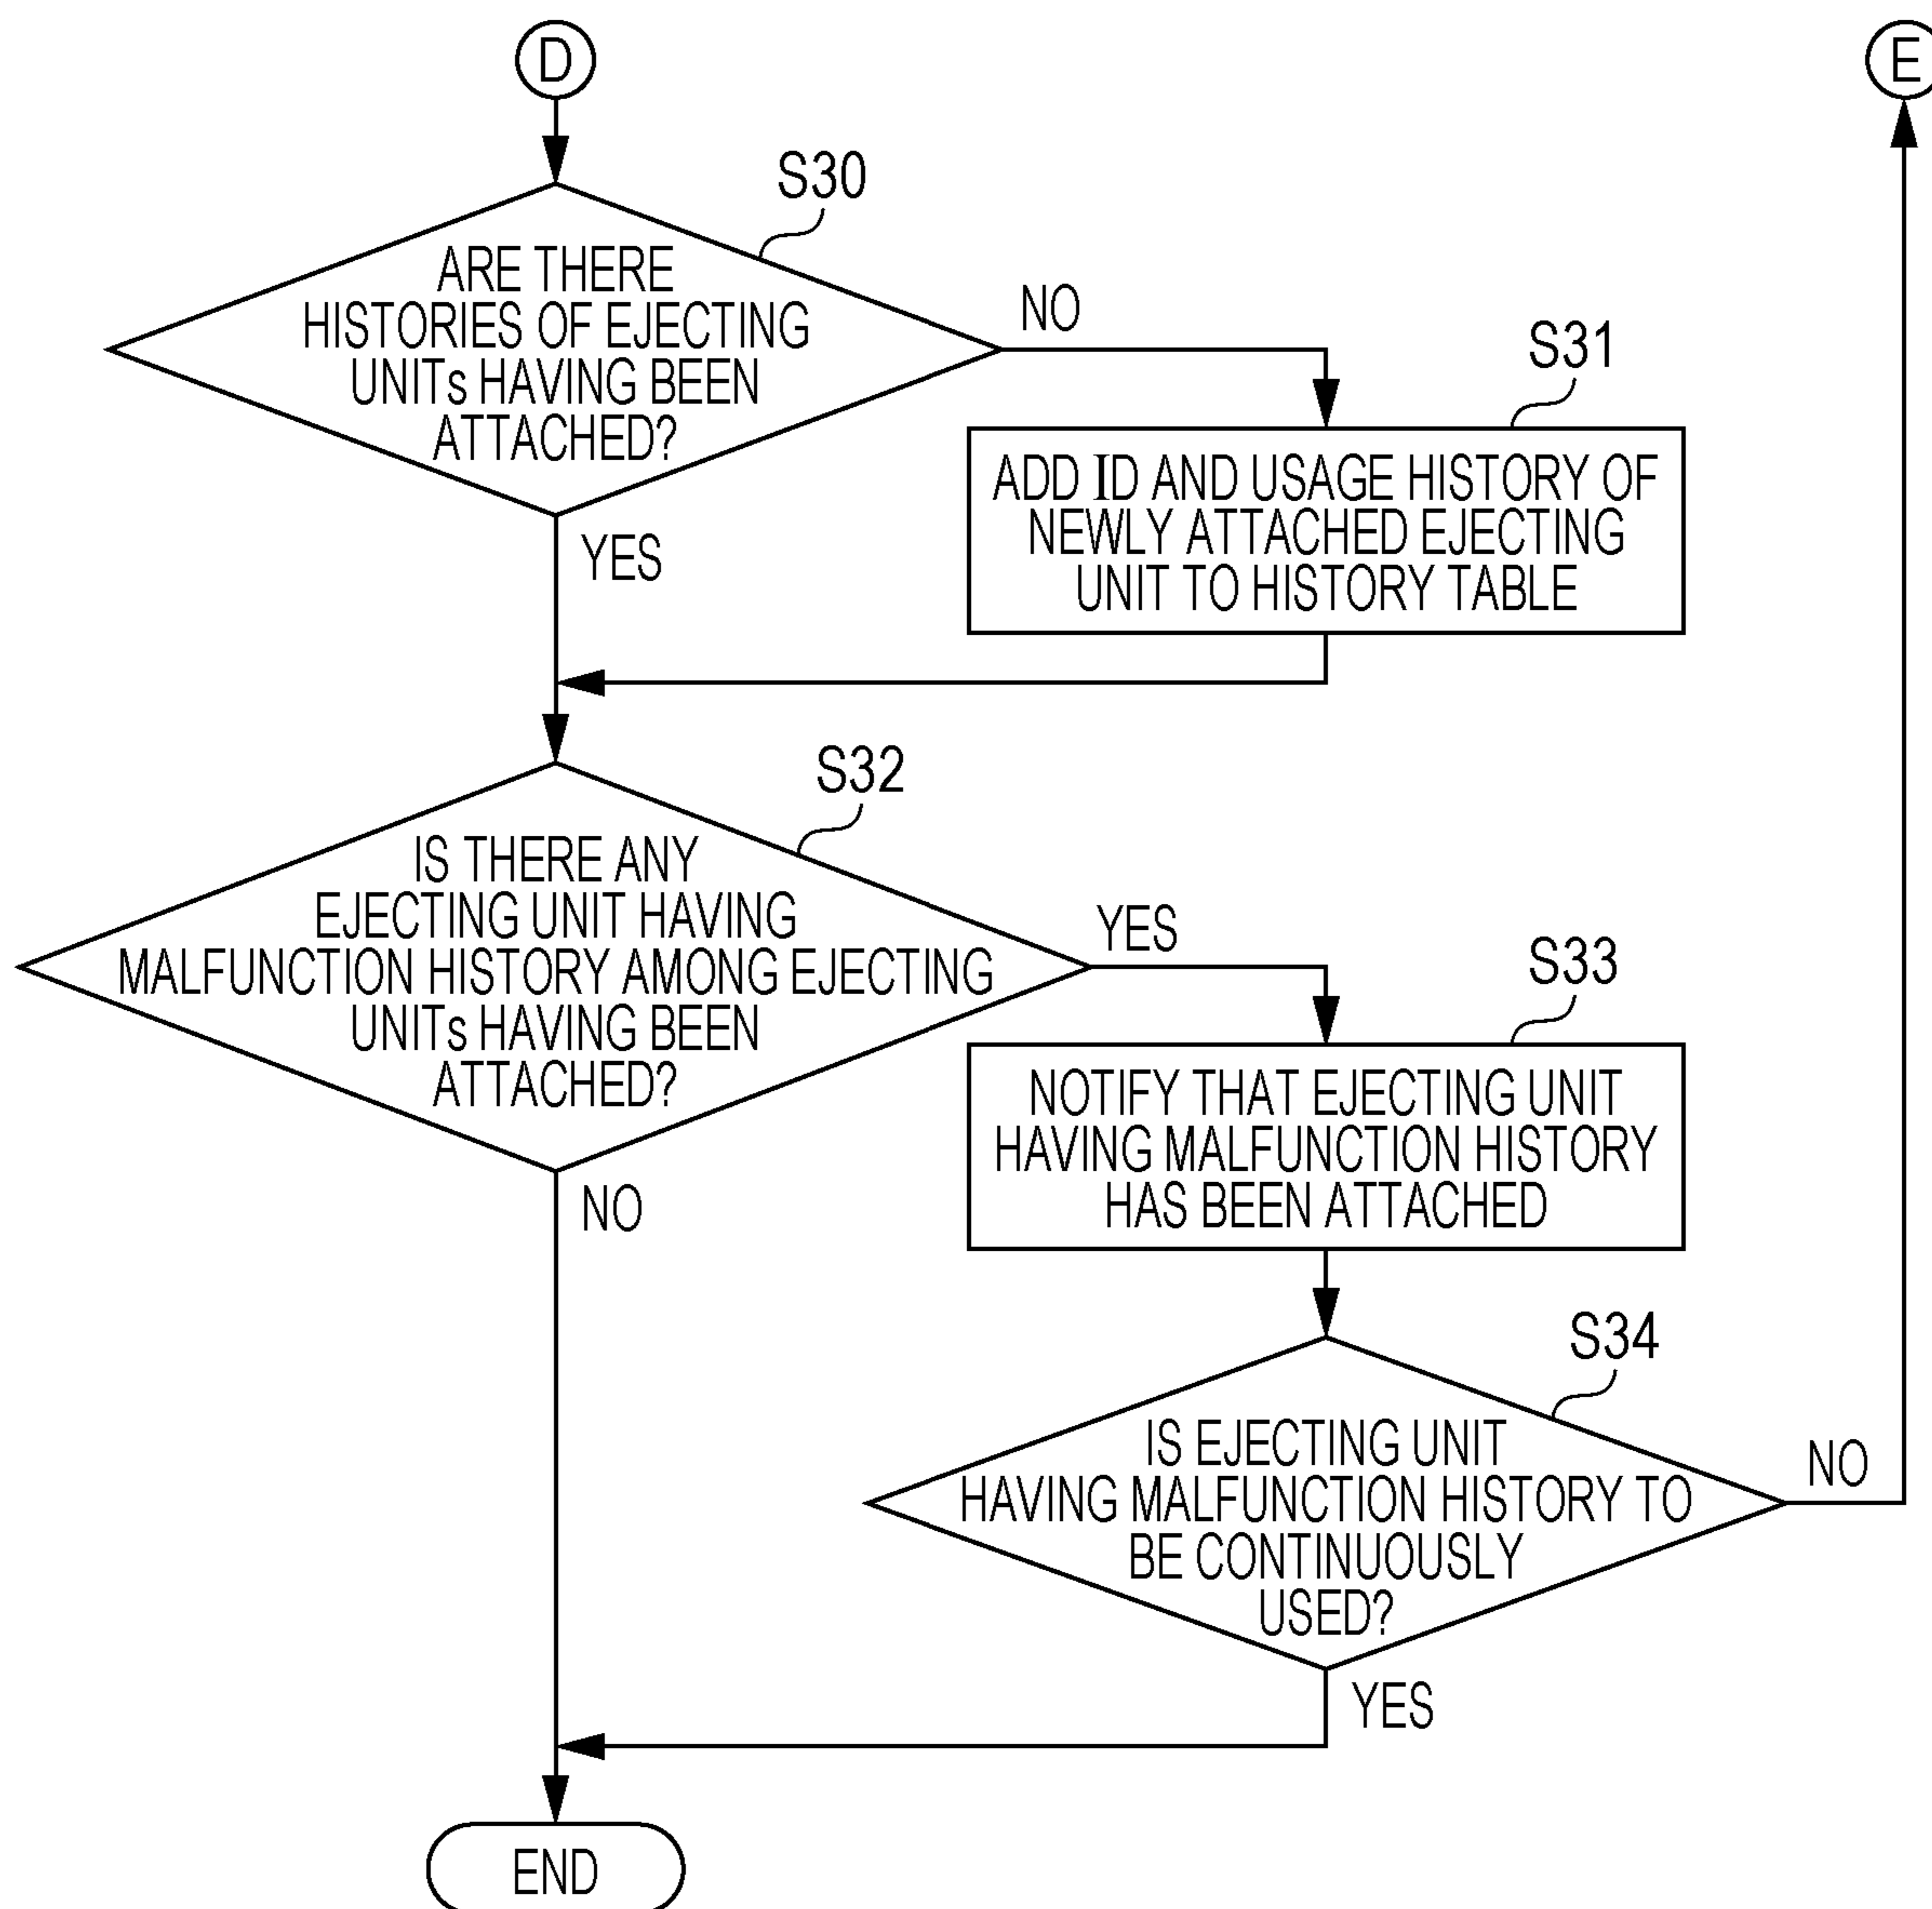 D
E
S30
ARE THERE
HISTORIES OF EJECTING
UNITs HAVING BEEN
ATTACHED?
NO
YES
S31
ADD ID AND USAGE HISTORY OF
NEWLY ATTACHED EJECTING
UNIT TO HISTORY TABLE
S32
IS THERE ANY
EJECTING UNIT HAVING
MALFUNCTION HISTORY AMONG EJECTING
UNITs HAVING BEEN
ATTACHED?
YES
NO
S33
NOTIFY THAT EJECTING UNIT
HAVING MALFUNCTION HISTORY
HAS BEEN ATTACHED
S34
IS EJECTING UNIT
HAVING MALFUNCTION HISTORY TO
BE CONTINUOUSLY
USED?
NO
YES
END